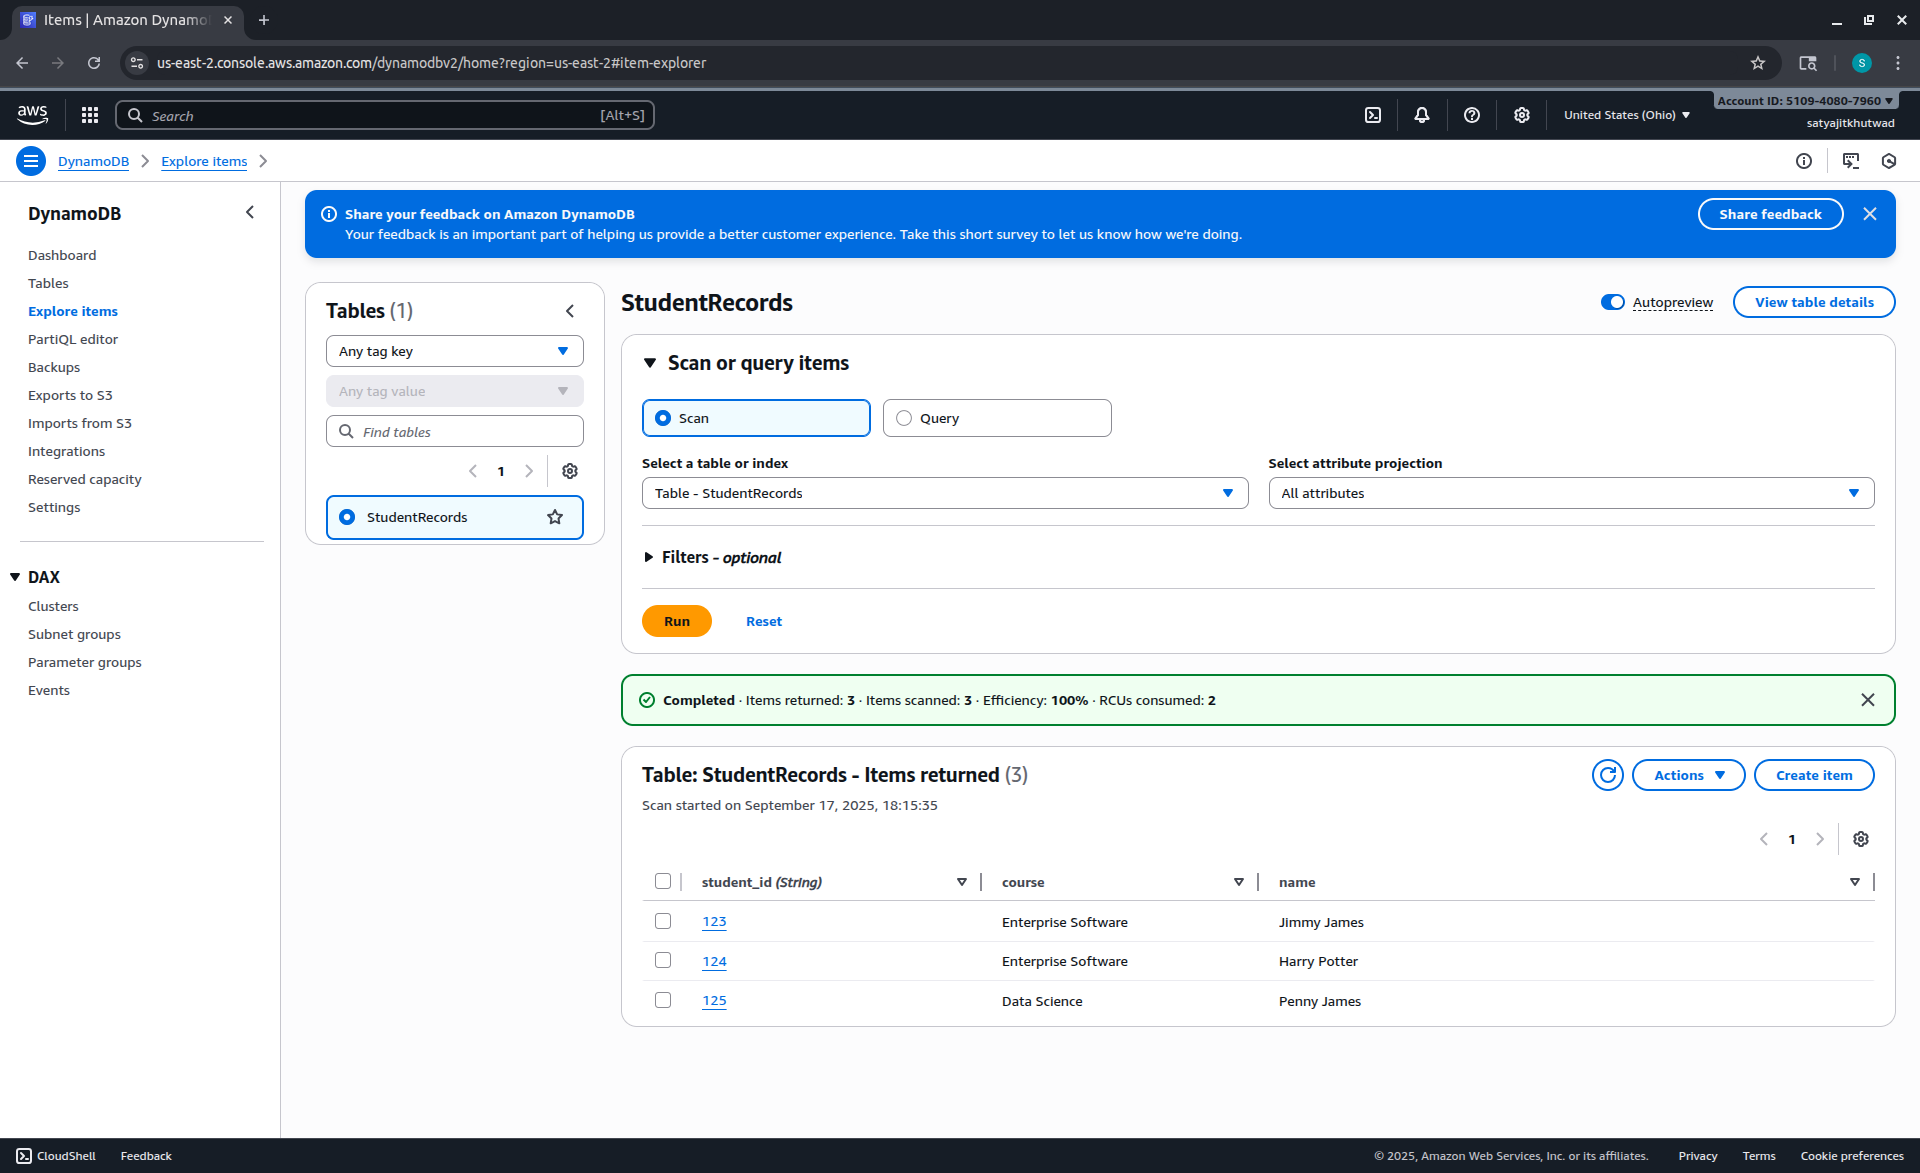 Items | Amazon Dynamo
us-east-2.console.aws.amazon.com/dynamodbv2/home?region=us-east-2#item-explorer
S
aws
Search
[Alt+S]
United States (Ohio)
Account ID: 5109-4080-7960
satyajitkhutwad
DynamoDB
Explore items
DynamoDB
Dashboard
Tables
Explore items
PartiQL editor
Backups
Exports to S3
Imports from S3
Integrations
Reserved capacity
Settings
DAX
Clusters
Subnet groups
Parameter groups
Events
Share your feedback on Amazon DynamoDB
Your feedback is an important part of helping us provide a better customer experience. Take this short survey to let us know how we're doing.
Share feedback
Tables (1)
Any tag key
Any tag value
Find tables
1
StudentRecords
StudentRecords
Autopreview
View table details
Scan or query items
Scan
Query
Select a table or index
Table - StudentRecords
Select attribute projection
All attributes
Filters - optional
Run
Reset
Completed · Items returned: 3 · Items scanned: 3 · Efficiency: 100% · RCUs consumed: 2
Table: StudentRecords - Items returned (3)
Scan started on September 17, 2025, 18:15:35
Actions
Create item
1
student_id (String) course name
123 Enterprise Software Jimmy James
124 Enterprise Software Harry Potter
125 Data Science Penny James
CloudShell
Feedback
© 2025, Amazon Web Services, Inc. or its affiliates.
Privacy
Terms
Cookie preferences